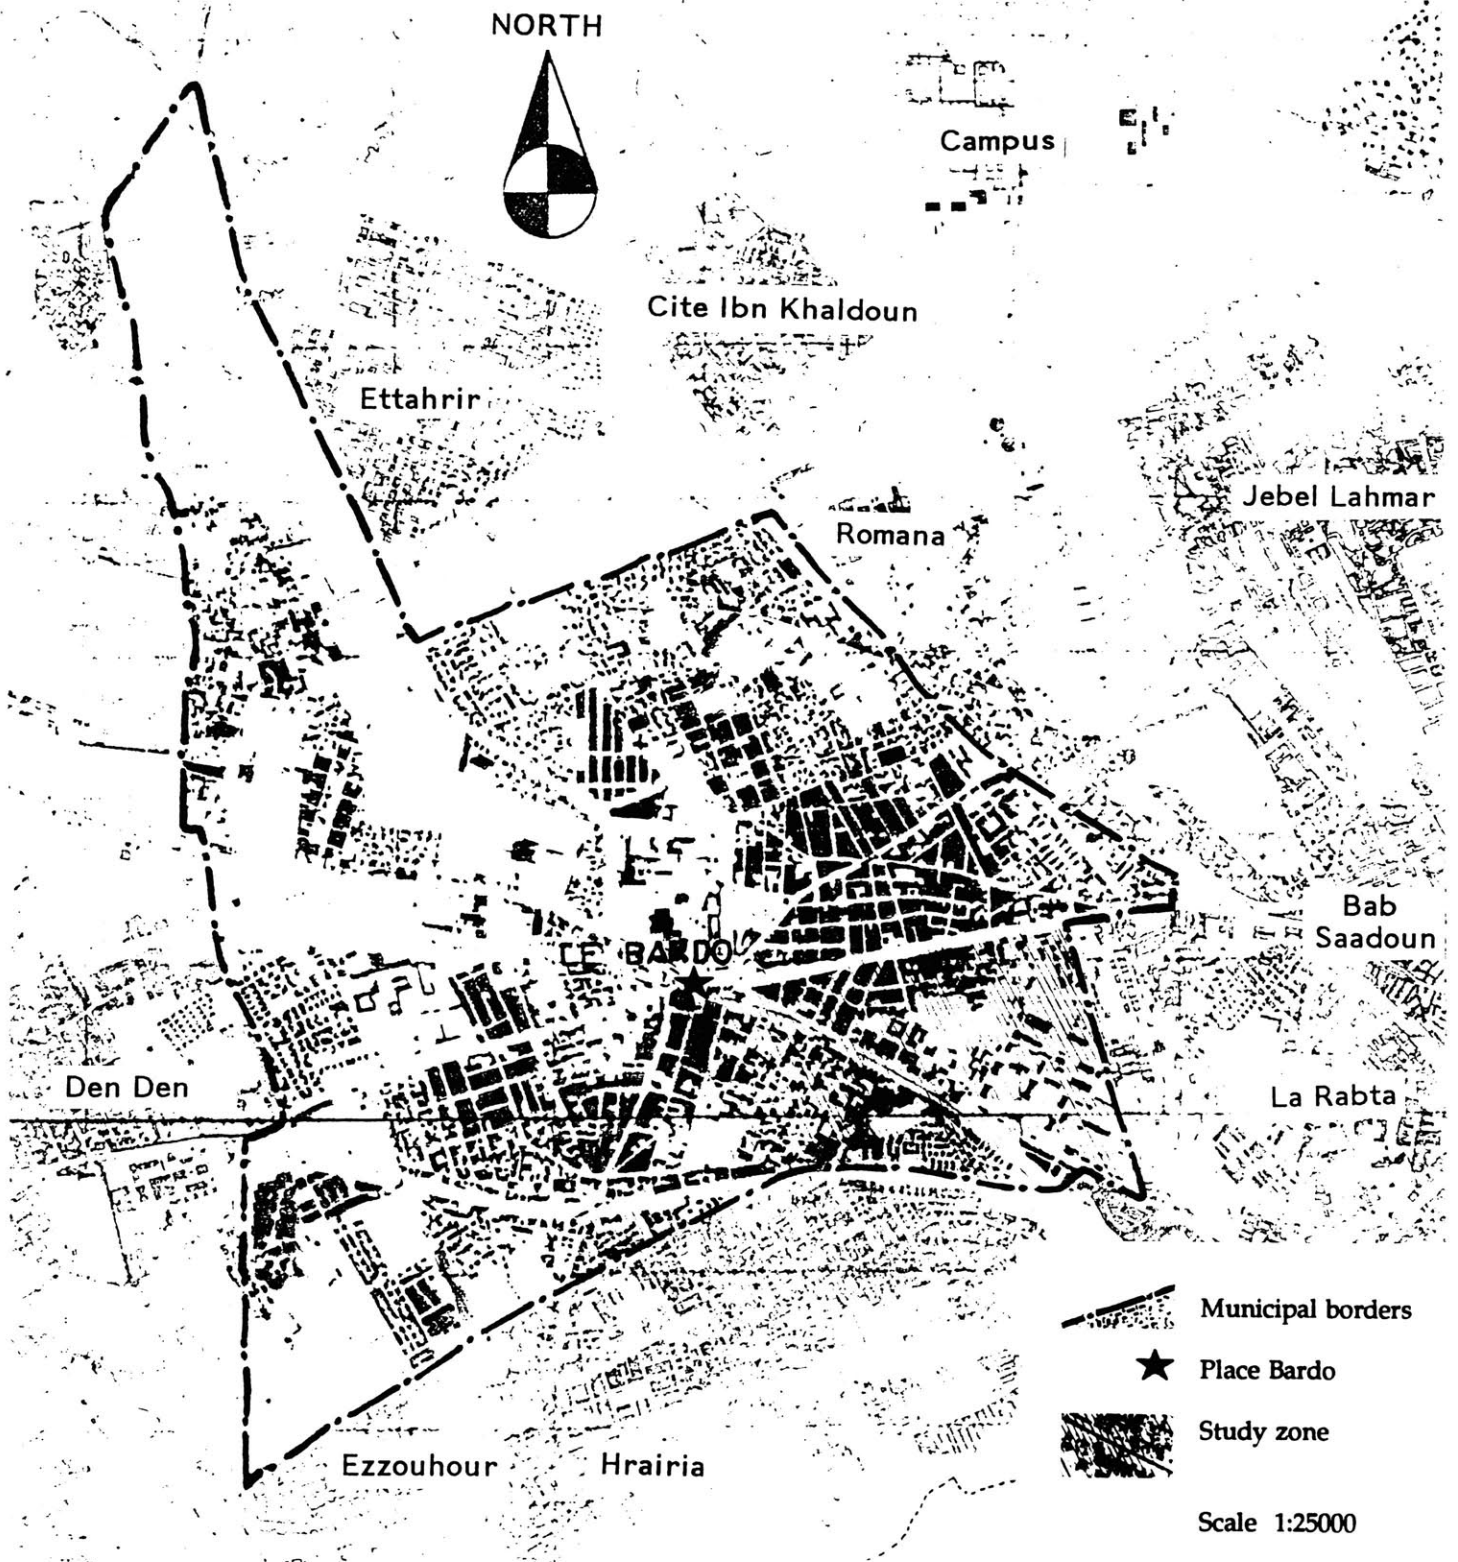 NORTH
Campus
Cite Ibn Khaldoun
Ettahrir
Jebel Lahmar
Romana
Bab
Saadoun
LE BARDO
Den Den
La Rabta
Municipal borders
Place Bardo
Study zone
Ezzouhour
Hrairia
Scale 1:25000